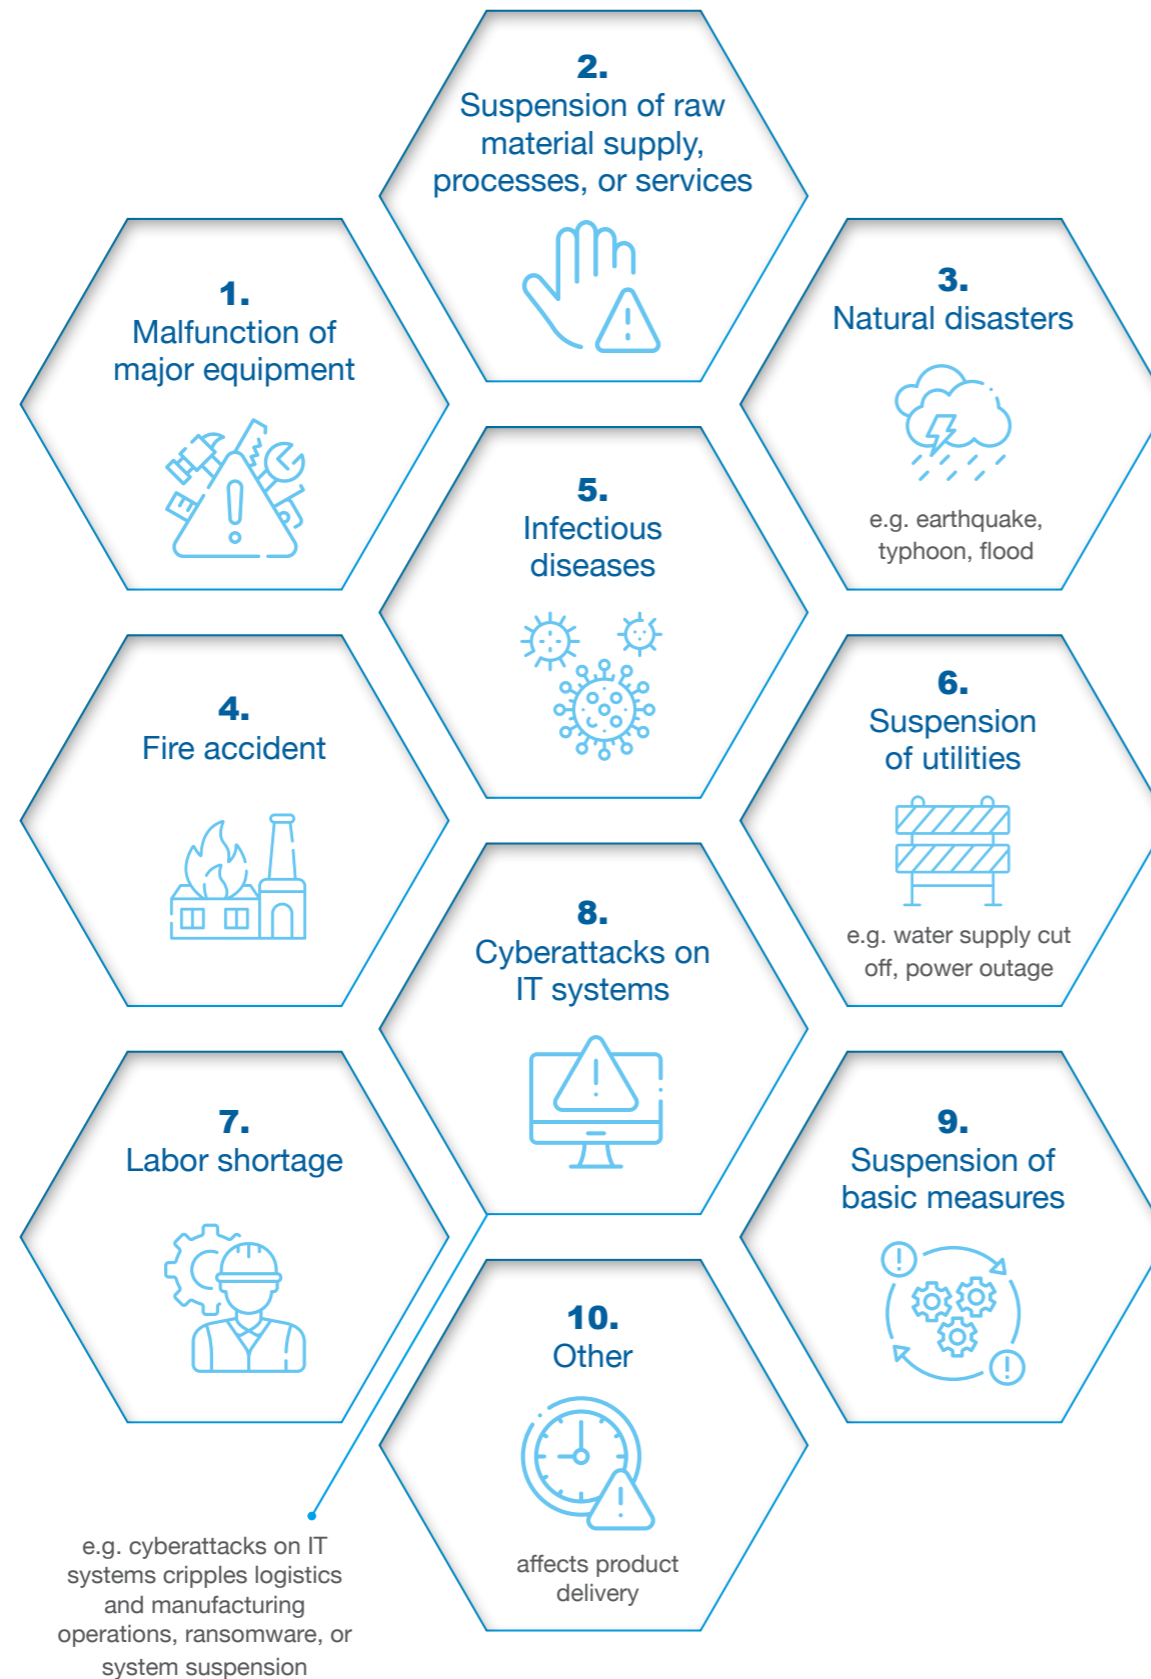 1.
Malfunction of
major equipment
2.
Suspension of raw
material supply,
processes, or services
3.
Natural disasters
e.g. earthquake,
typhoon, flood
4.
Fire accident
5.
Infectious
diseases
6.
Suspension
of utilities
e.g. water supply cut
off, power outage
7.
Labor shortage
8.
Cyberattacks on
IT systems
e.g. cyberattacks on IT
systems cripples logistics
and manufacturing
operations, ransomware, or
system suspension
9.
Suspension of
basic measures
10.
Other
affects product
delivery